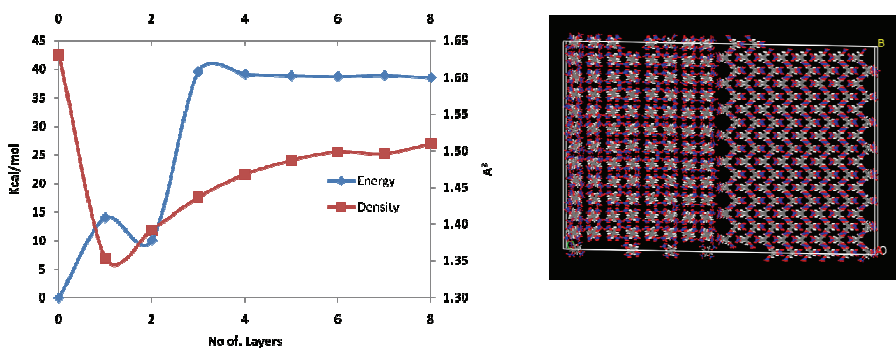 0 2 4 6 8
45 1.65
40 1.60
35 1.55
30 1.50
25 1.45
20 1.40
15 1.35
10 1.30
5
0
Kcal/mol
A³
Energy
Density
0 2 4 6 8
No of. Layers
B
O